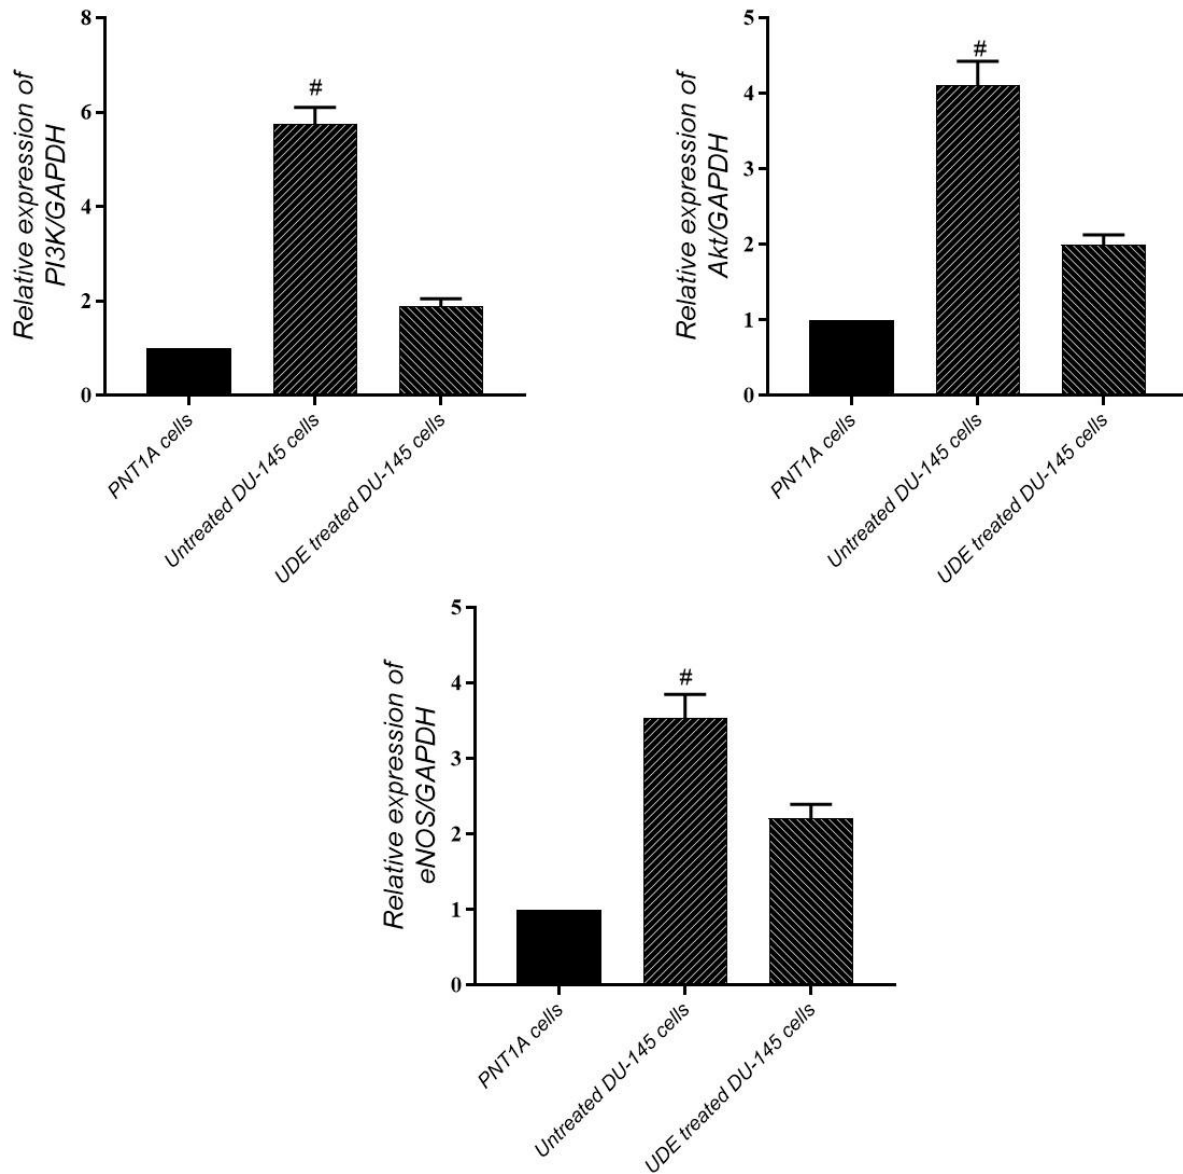 Relative expression of
PI3K/GAPDH
8
6
4
2
0
#
PNT1A cells
Untreated DU-145 cells
UDE treated DU-145 cells
Relative expression of
Akt/GAPDH
5
4
3
2
1
0
#
PNT1A cells
Untreated DU-145 cells
UDE treated DU-145 cells
Relative expression of
eNOS/GAPDH
5
4
3
2
1
0
#
PNT1A cells
Untreated DU-145 cells
UDE treated DU-145 cells